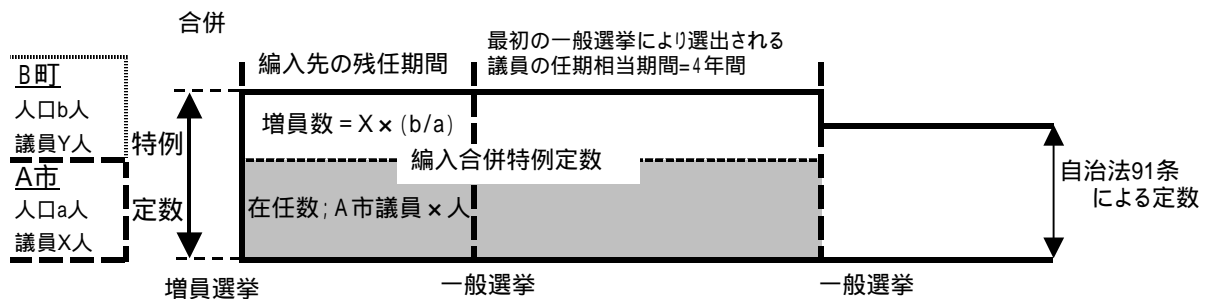 合併
B町
人口b人
議員Y人
A市
人口a人
議員X人
特例
定数
編入先の残任期間
最初の一般選挙により選出される
議員の任期相当期間=4年間
増員数 = X × (b/a)
編入合併特例定数
在任数; A市議員 × 人
自治法91条
による定数
増員選挙
一般選挙
一般選挙